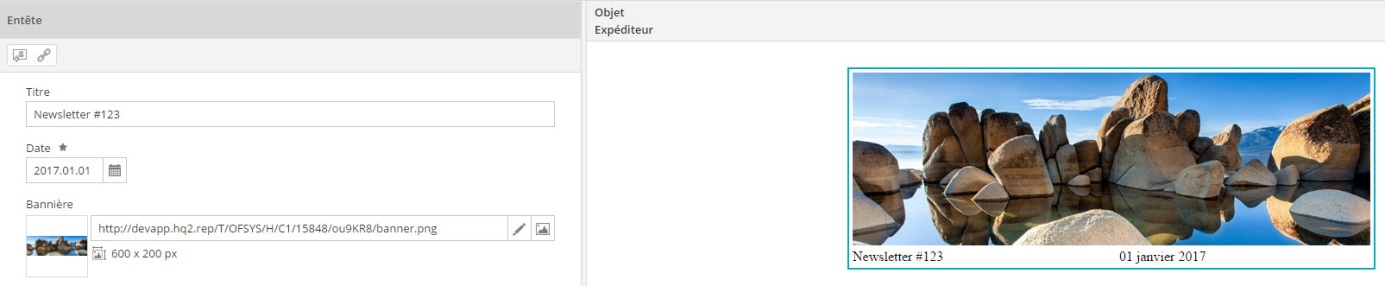 Entête
Titre
Newsletter #123
Date
2017.01.01
Bannière
http://devapp.hq2.rep/T/OFSYS/H/C1/15848/ou9KR8/banner.png
600 x 200 px
Objet
Expéditeur
Newsletter #123
01 janvier 2017